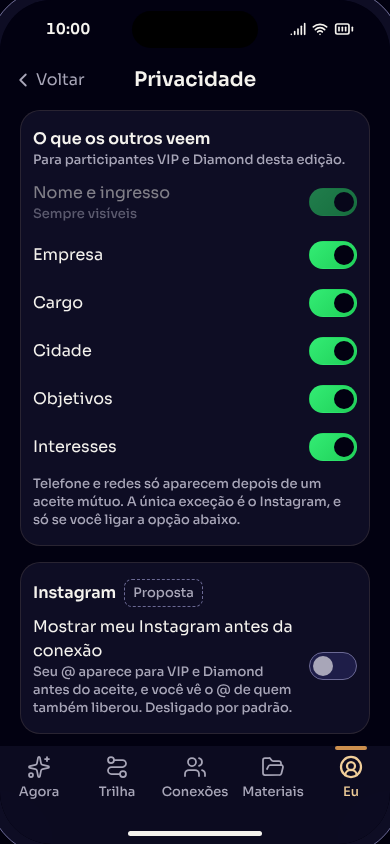 10:00
Voltar
Privacidade
O que os outros veem
Para participantes VIP e Diamond desta edição.
Nome e ingresso
Sempre visíveis
Empresa
Cargo
Cidade
Objetivos
Interesses
Telefone e redes só aparecem depois de um
aceite mútuo. A única exceção é o Instagram, e
só se você ligar a opção abaixo.
Instagram
Proposta
Mostrar meu Instagram antes da
conexão
Seu @ aparece para VIP e Diamond
antes do aceite, e você vê o @ de quem
também liberou. Desligado por padrão.
Agora
Trilha
Conexões
Materiais
Eu